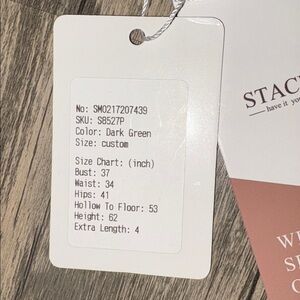 No: SM0217207439
SKU: S8527P
Color: Dark Green
Size: custom
Size Chart: (inch)
Bust: 37
Waist: 34
Hips: 41
Hollow To Floor: 53
Height: 62
Extra Length: 4
STAC
have it yo